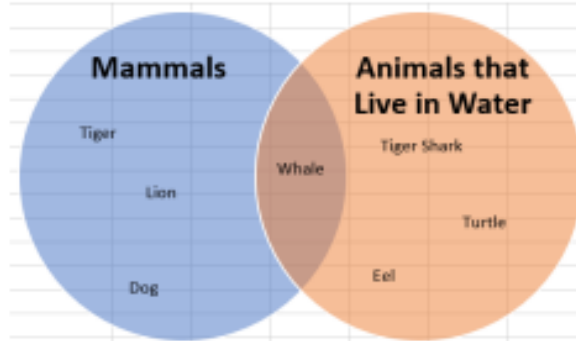 Mammals
Animals that
Live in Water
Tiger
Tiger Shark
Whale
Lion
Turtle
Eel
Dog